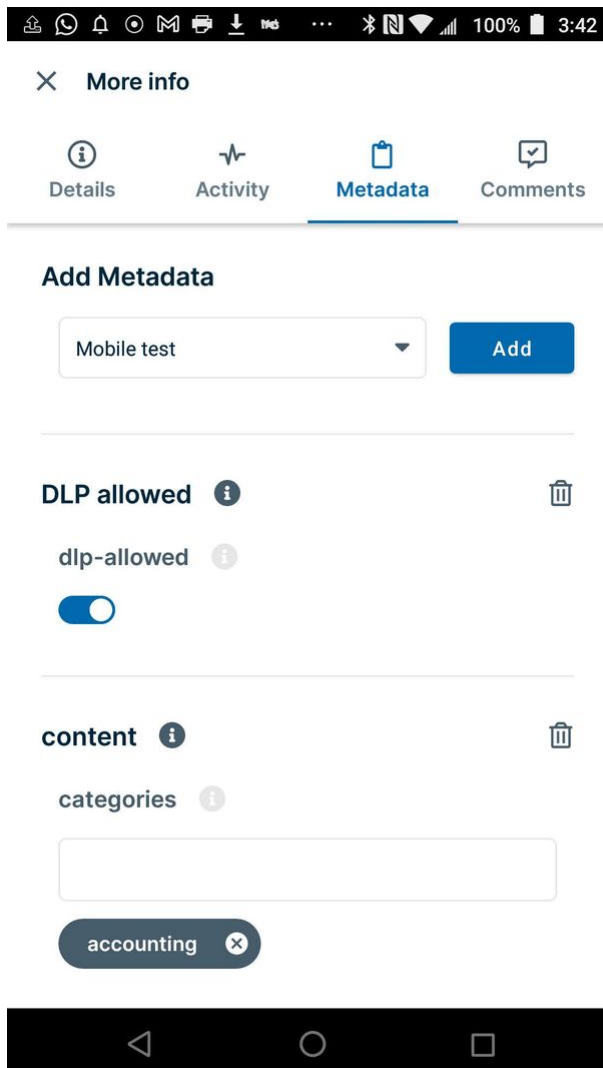 100% 3:42
More info
Details Activity Metadata Comments
Add Metadata
Mobile test Add
DLP allowed
dlp-allowed
content
categories
accounting